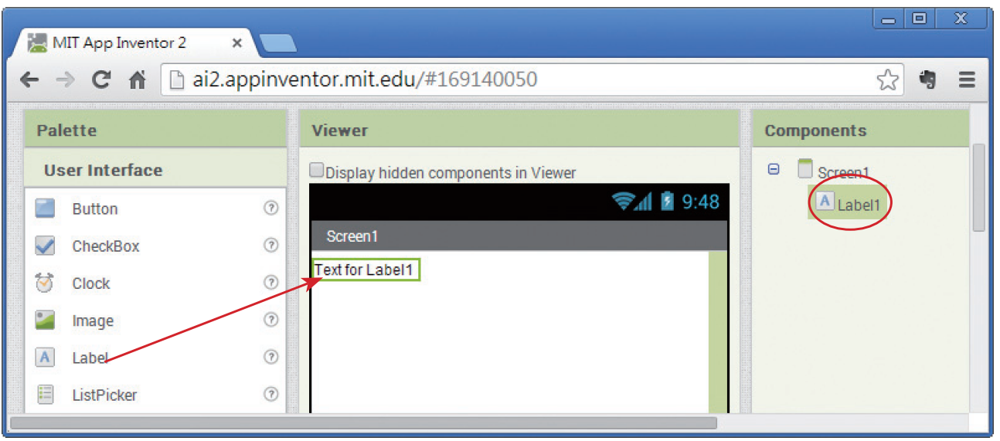 MIT App Inventor 2
ai2.appinventor.mit.edu/#169140050
Palette
User Interface
Button
CheckBox
Clock
Image
Label
ListPicker
Viewer
Display hidden components in Viewer
9:48
Screen1
Text for Label1
Components
Screen1
A Label1